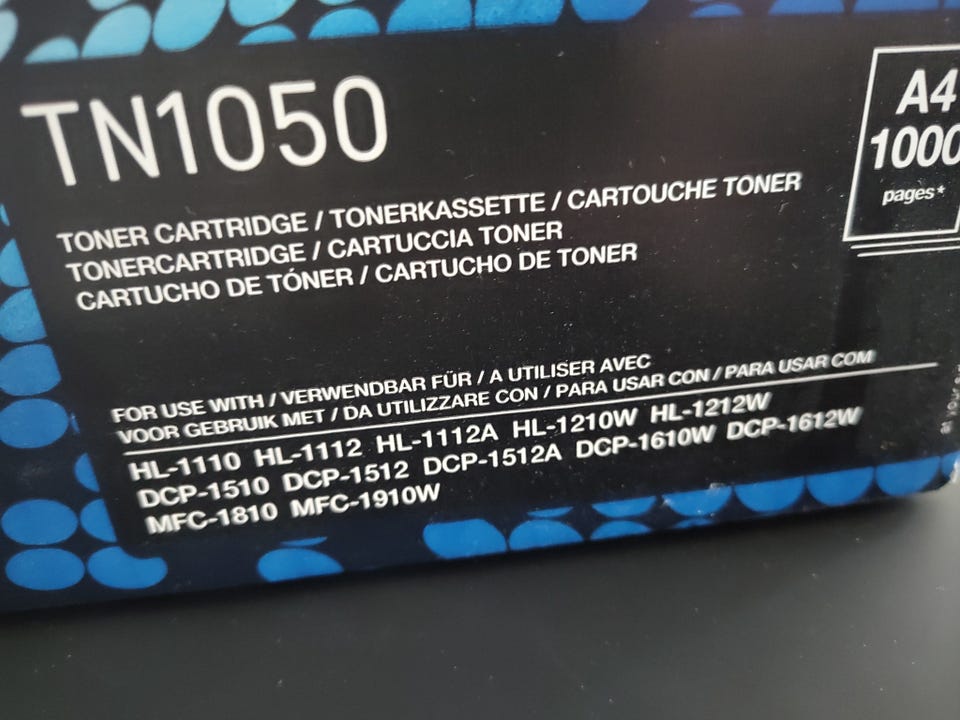 TN1050
A4
1000
pages*
TONER CARTRIDGE / TONERKASSETTE / CARTOUCHE TONER
TONERCARTRIDGE / CARTUCCIA TONER
CARTUCHO DE TÓNER / CARTUCHO DE TONER
FOR USE WITH / VERWENDBAR FÜR / A UTILISER AVEC
VOOR GEBRUIK MET / DA UTILIZZARE CON / PARA USAR CON / PARA USAR COM
HL-1110 HL-1112 HL-1112A HL-1210W HL-1212W
DCP-1510 DCP-1512 DCP-1512A DCP-1610W DCP-1612W
MFC-1810 MFC-1910W